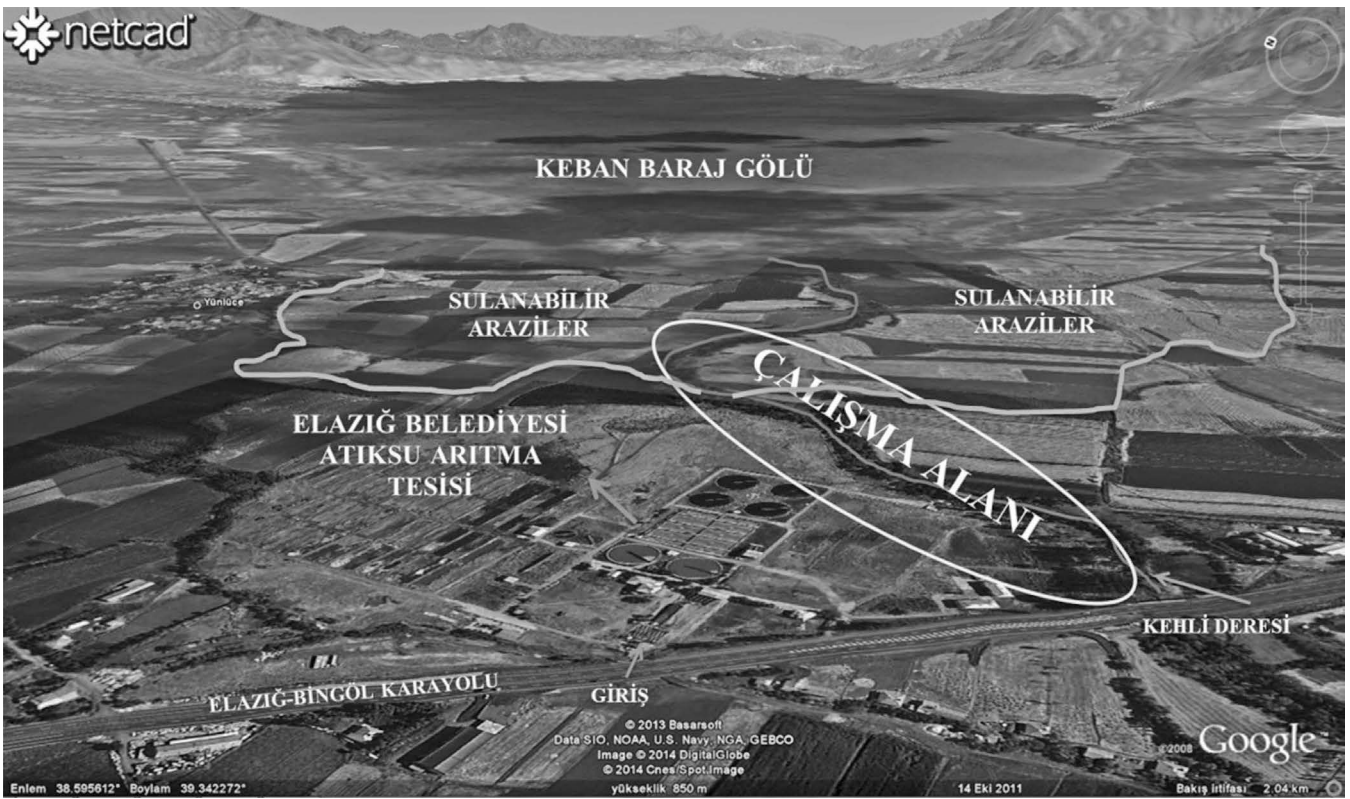 netcad
KEBAN BARAJ GÖLÜ
Yünlüce
SULANABİLİR
ARAZİLER
SULANABİLİR
ARAZİLER
ÇALIŞMA ALANI
ELAZIĞ BELEDİYESİ
ATIKSU ARITMA
TESİSİ
KEHLİ DERESİ
GİRİŞ
ELAZIĞ-BİNGÖL KARAYOLU
© 2013 Basarsoft
Data SIO, NOAA, U.S. Navy, NGA, GEBCO
Image © 2014 DigitalGlobe
© 2014 Cnes/Spot Image
©2008 Google
Enlem 38.595612° Boylam 39.342272° yükseklik 850 m 14 Eki 2011 Bakış irtifası 2.04 km